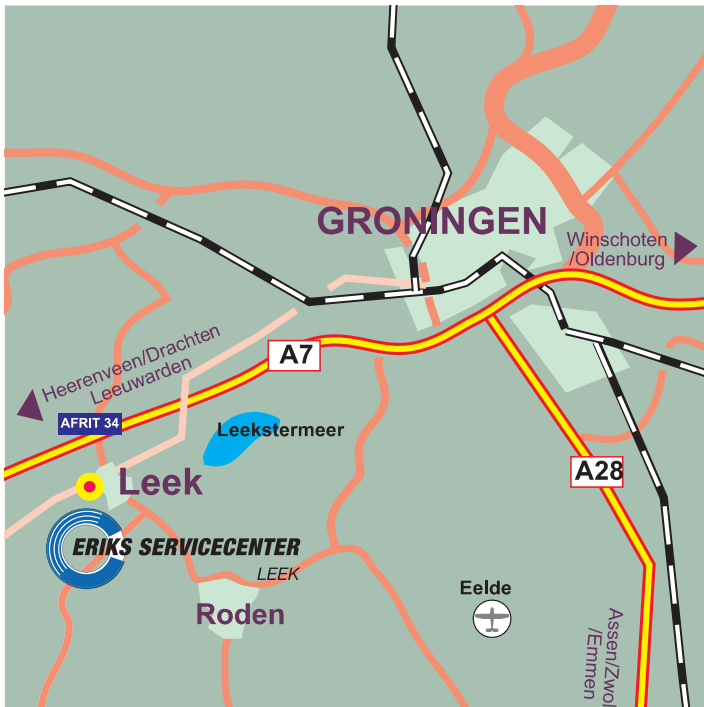 GRONINGEN
Winschoten
/Oldenburg
A7
Heerenveen/Drachten
Leeuwarden
AFRIT 34
Leekstermeer
A28
Leek
ERIKS SERVICECENTER
LEEK
Eelde
Roden
Assen/Zwol
/Emmen